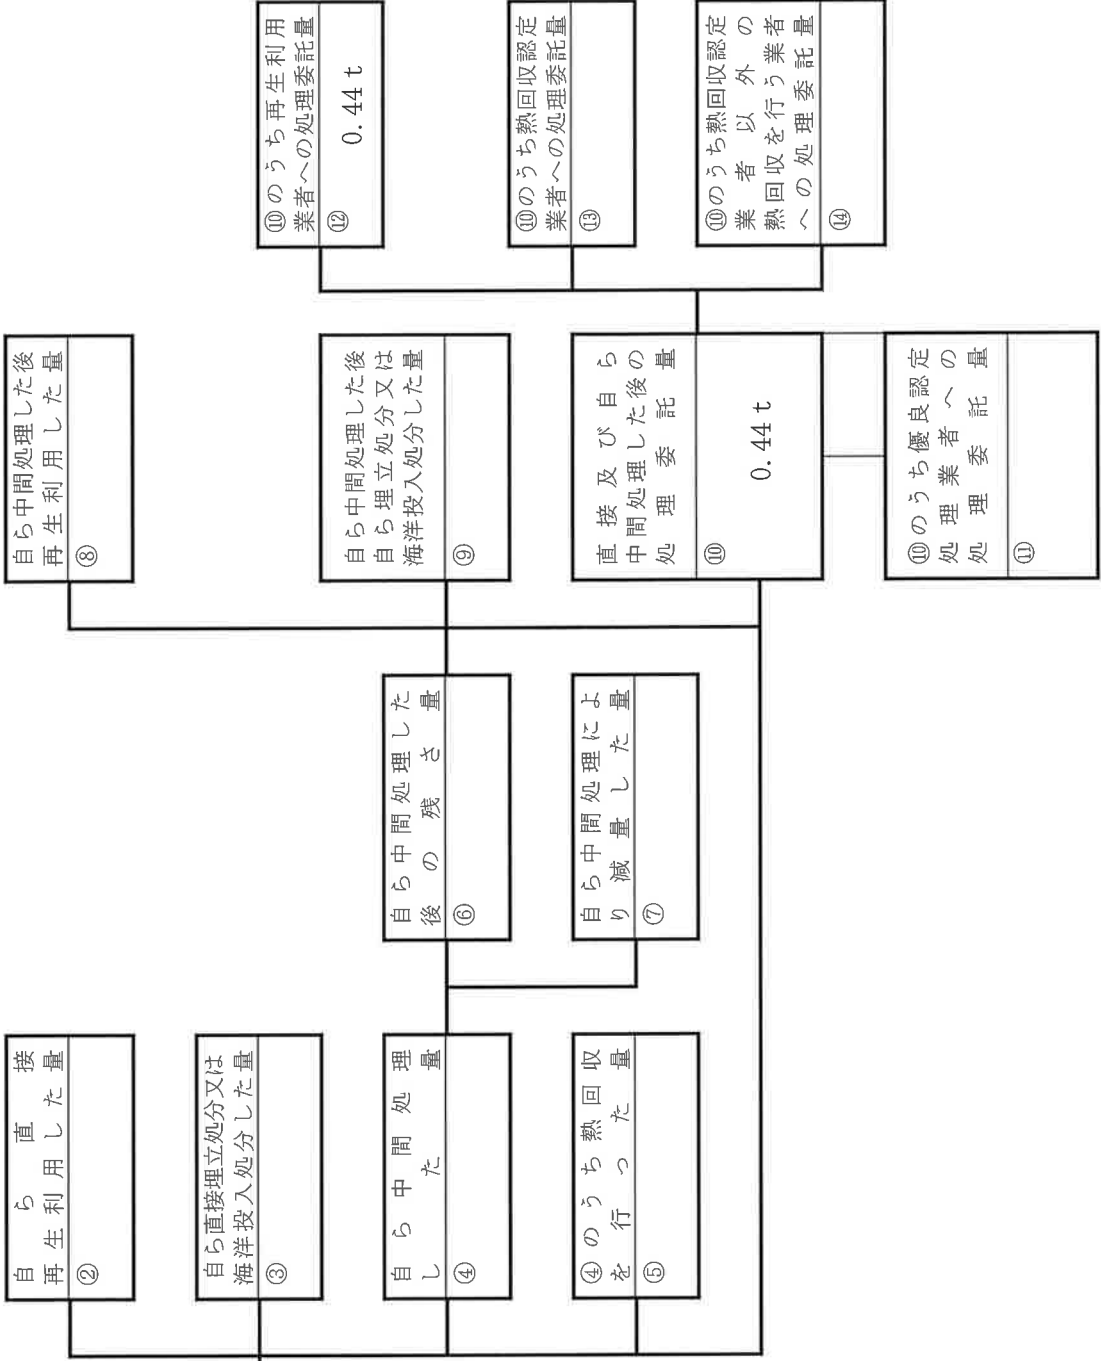 自ら直接
再生利用した量
②
自ら直接埋立処分又は
海洋投入処分した量
③
自ら中間処理
した量
④
④のうち熱回収
を行った量
⑤
自ら中間処理した
後の残さ量
⑥
自ら中間処理によ
り減量した量
⑦
自ら中間処理した後
再生利用した量
⑧
自ら中間処理した後
自ら埋立処分又は
海洋投入処分した量
⑨
直接及び自ら
中間処理した後の
処理委託量
⑩
0.44t
⑩のうち優良認定
処理業者への
処理委託量
⑪
⑩のうち再生利用
業者への処理委託量
⑫
0.44t
⑩のうち熱回収認定
業者への処理委託量
⑬
⑩のうち熱回収認定
業者以外の
熱回収を行う業者
への処理委託量
⑭